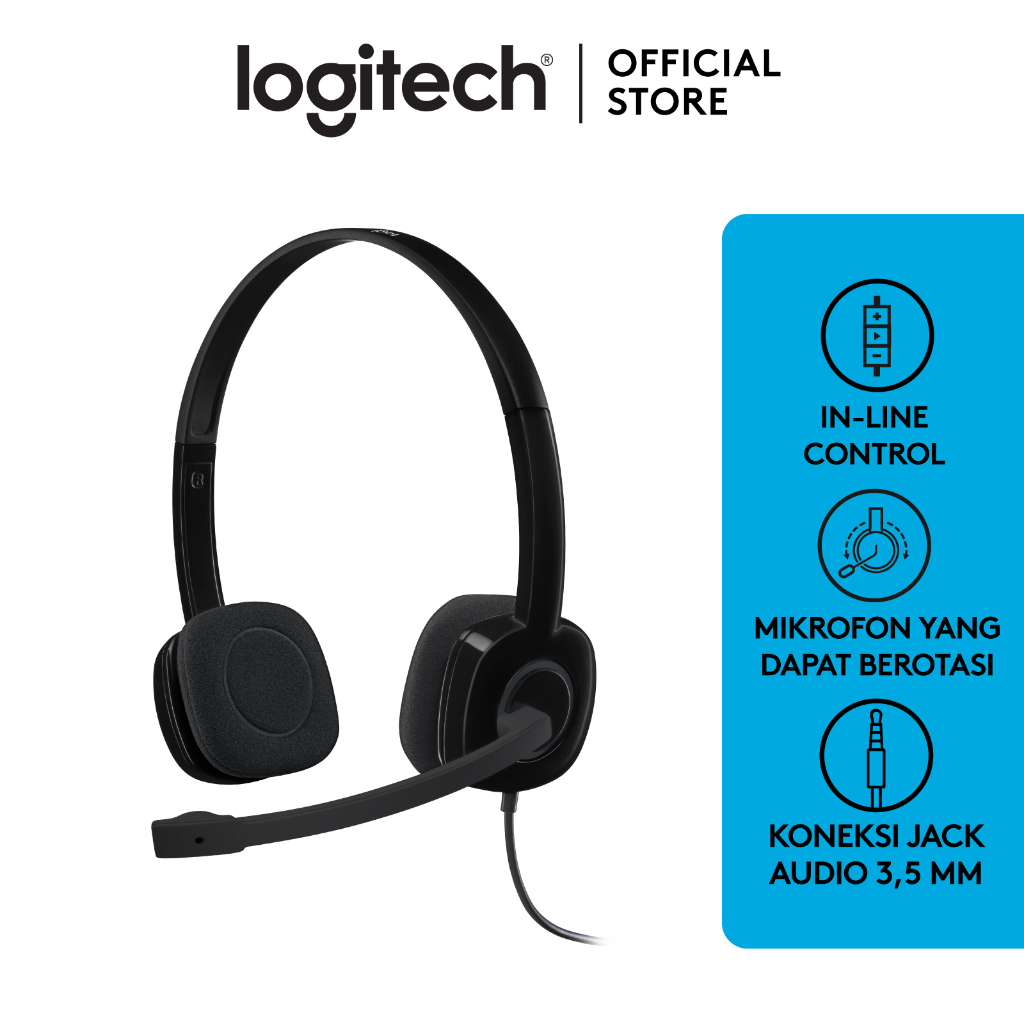 logitech®
OFFICIAL
STORE
R
IN-LINE
CONTROL
MIKROFON YANG
DAPAT BEROTASI
KONEKSI JACK
AUDIO 3,5 MM